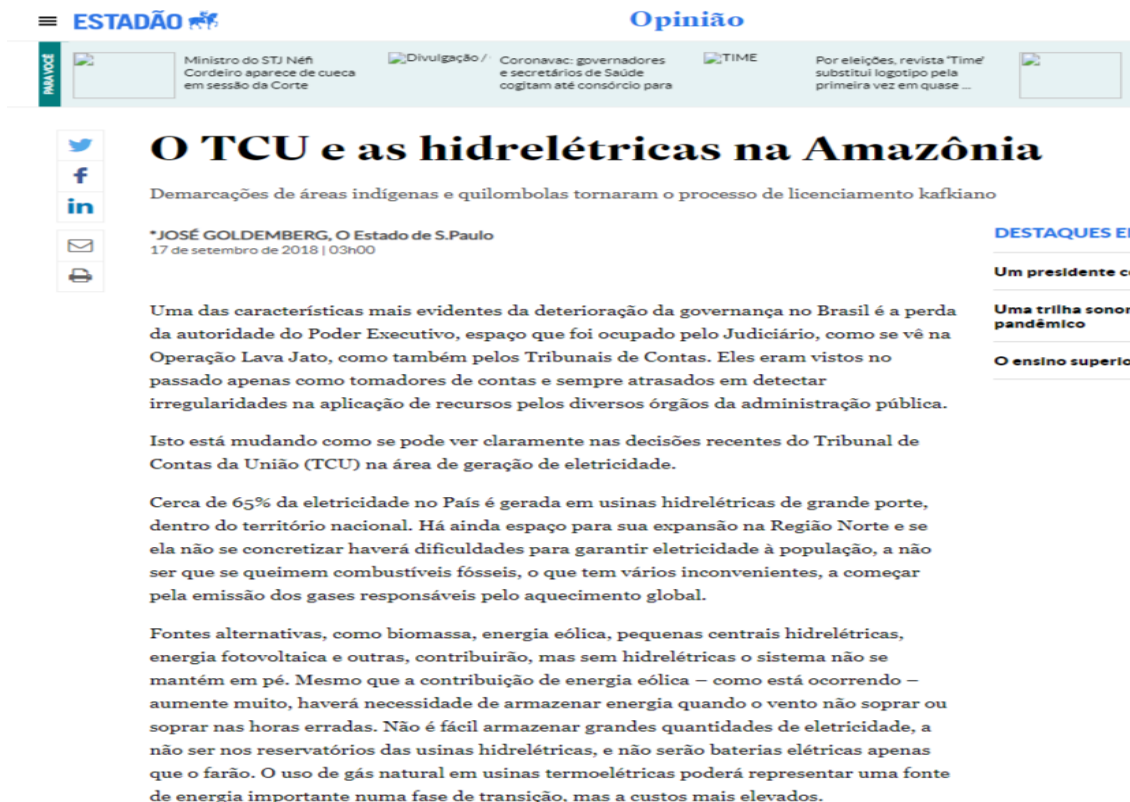 ESTADÃO
Opinião
PARA VOCÊ
Ministro do STJ Néfi
Cordeiro aparece de cueca
em sessão da Corte
Divulgação /
Coronavac: governadores
e secretários de Saúde
cogitam até consórcio para
TIME
Por eleições, revista 'Time'
substitui logotipo pela
primeira vez em quase ...
O TCU e as hidrelétricas na Amazônia
Demarcações de áreas indígenas e quilombolas tornaram o processo de licenciamento kafkiano
*JOSÉ GOLDEMBERG, O Estado de S.Paulo
17 de setembro de 2018 | 03h00
Uma das características mais evidentes da deterioração da governança no Brasil é a perda
da autoridade do Poder Executivo, espaço que foi ocupado pelo Judiciário, como se vê na
Operação Lava Jato, como também pelos Tribunais de Contas. Eles eram vistos no
passado apenas como tomadores de contas e sempre atrasados em detectar
irregularidades na aplicação de recursos pelos diversos órgãos da administração pública.
Isto está mudando como se pode ver claramente nas decisões recentes do Tribunal de
Contas da União (TCU) na área de geração de eletricidade.
Cerca de 65% da eletricidade no País é gerada em usinas hidrelétricas de grande porte,
dentro do território nacional. Há ainda espaço para sua expansão na Região Norte e se
ela não se concretizar haverá dificuldades para garantir eletricidade à população, a não
ser que se queimem combustíveis fósseis, o que tem vários inconvenientes, a começar
pela emissão dos gases responsáveis pelo aquecimento global.
Fontes alternativas, como biomassa, energia eólica, pequenas centrais hidrelétricas,
energia fotovoltaica e outras, contribuirão, mas sem hidrelétricas o sistema não se
mantém em pé. Mesmo que a contribuição de energia eólica – como está ocorrendo –
aumente muito, haverá necessidade de armazenar energia quando o vento não soprar ou
soprar nas horas erradas. Não é fácil armazenar grandes quantidades de eletricidade, a
não ser nos reservatórios das usinas hidrelétricas, e não serão baterias elétricas apenas
que o farão. O uso de gás natural em usinas termoelétricas poderá representar uma fonte
de energia importante numa fase de transição, mas a custos mais elevados.
DESTAQUES E
Um presidente c
Uma trilha sonor
pandêmico
O ensino superio